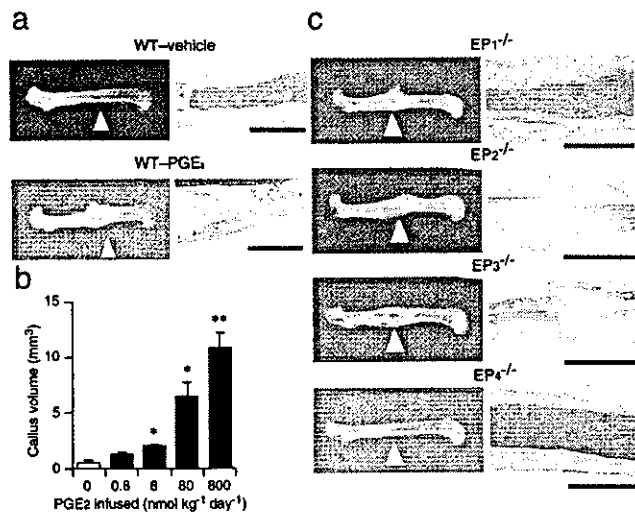 a
WT–vehicle
WT–PGE₂
b
Callus volume (mm³)
15
10
5
0
*
*
**
0 0.8 8 80 800
PGE2 infused (nmol kg⁻¹ day⁻¹)
c
EP₁⁻/⁻
EP₂⁻/⁻
EP₃⁻/⁻
EP₄⁻/⁻